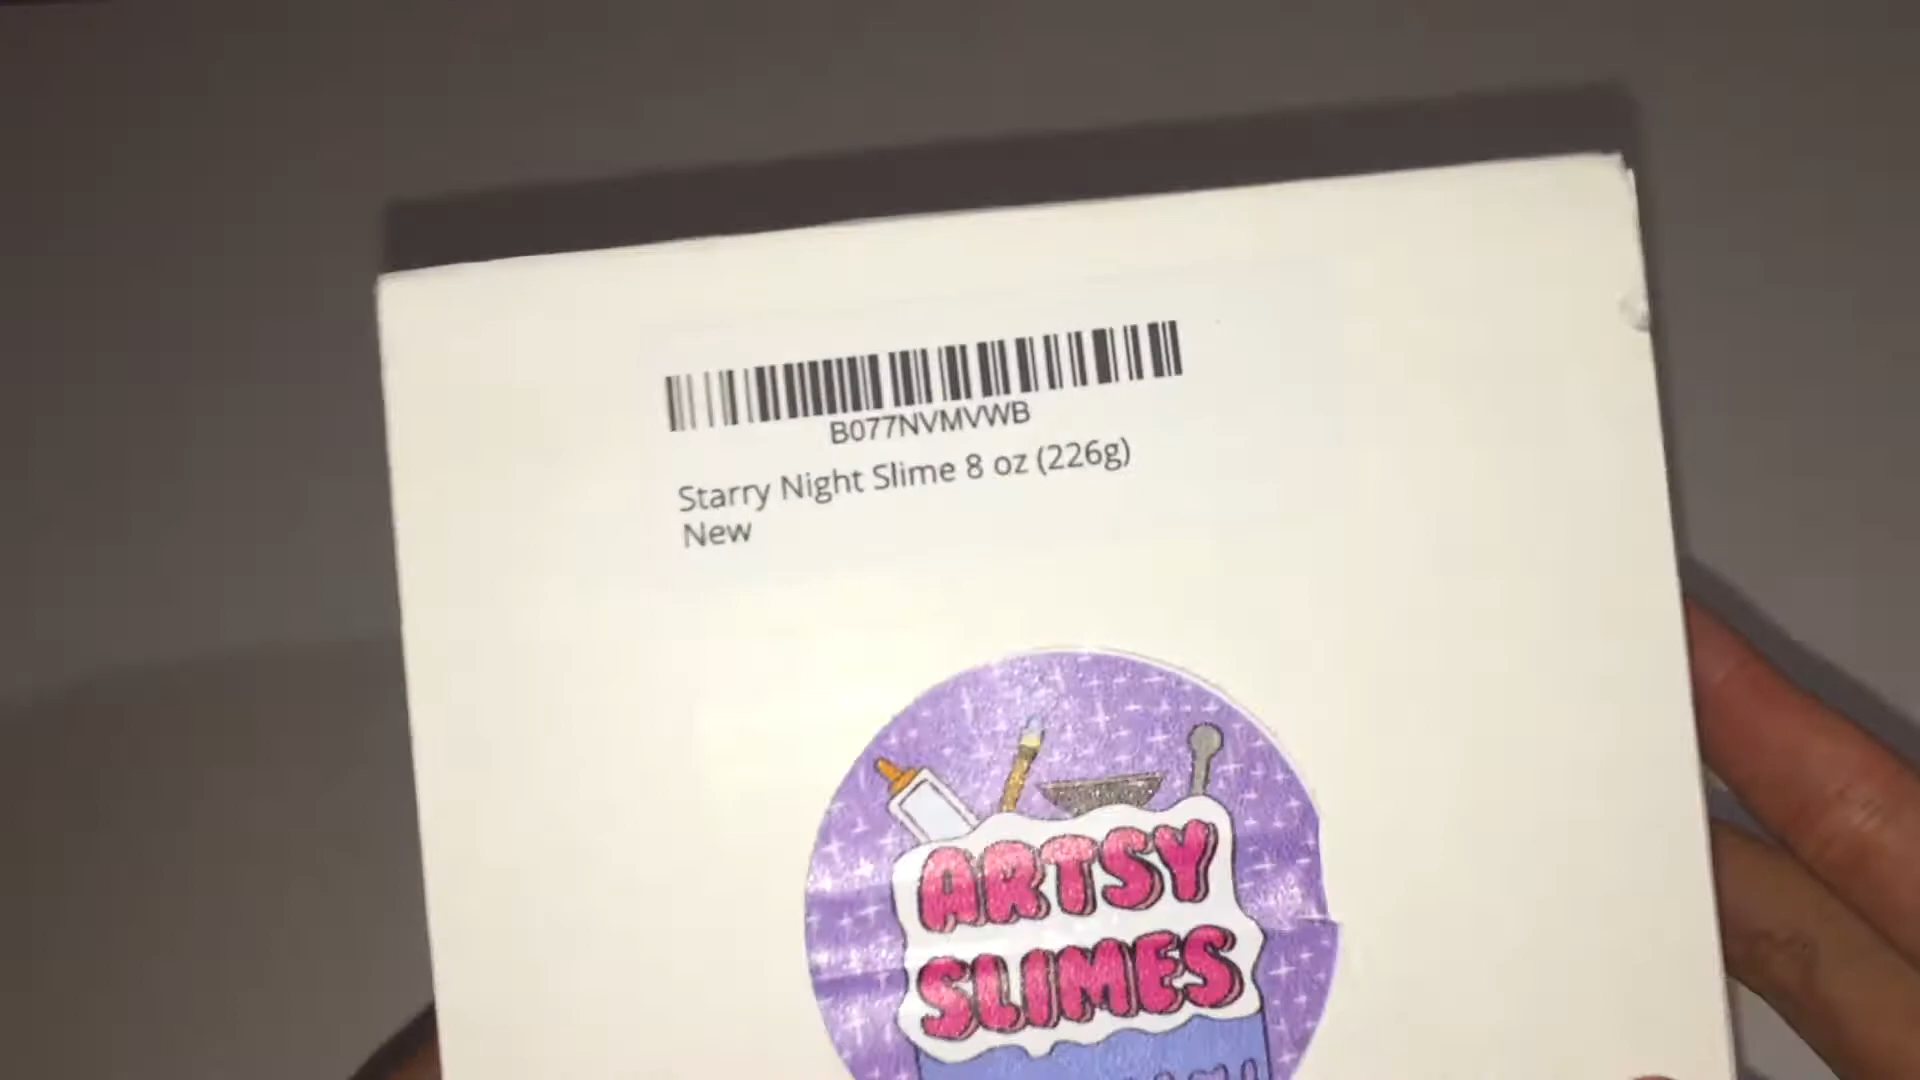 B077NVMVWB
Starry Night Slime 8 oz (226g)
New
ARTSY
SLIMES